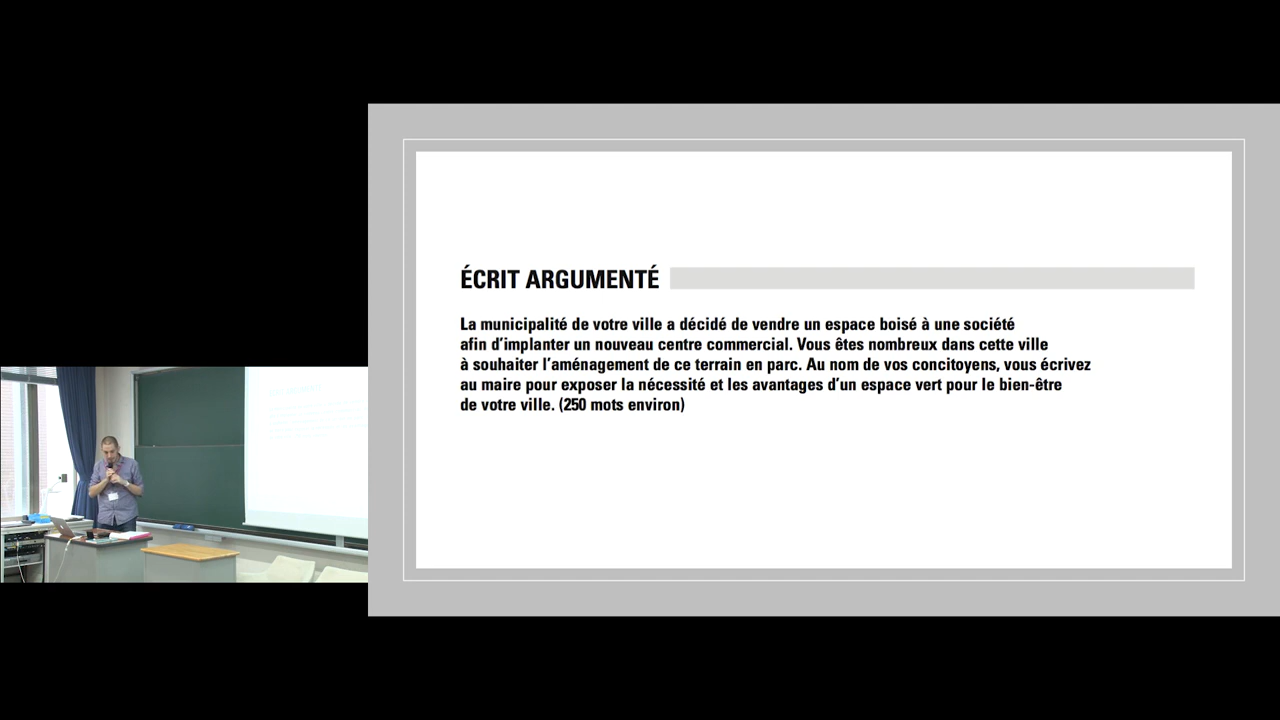 ÉCRIT ARGUMENTÉ
La municipalité de votre ville a décidé de vendre un espace boisé à une société
afin d'implanter un nouveau centre commercial. Vous êtes nombreux dans cette ville
à souhaiter l'aménagement de ce terrain en parc. Au nom de vos concitoyens, vous écrivez
au maire pour exposer la nécessité et les avantages d'un espace vert pour le bien-être
de votre ville. (250 mots environ)